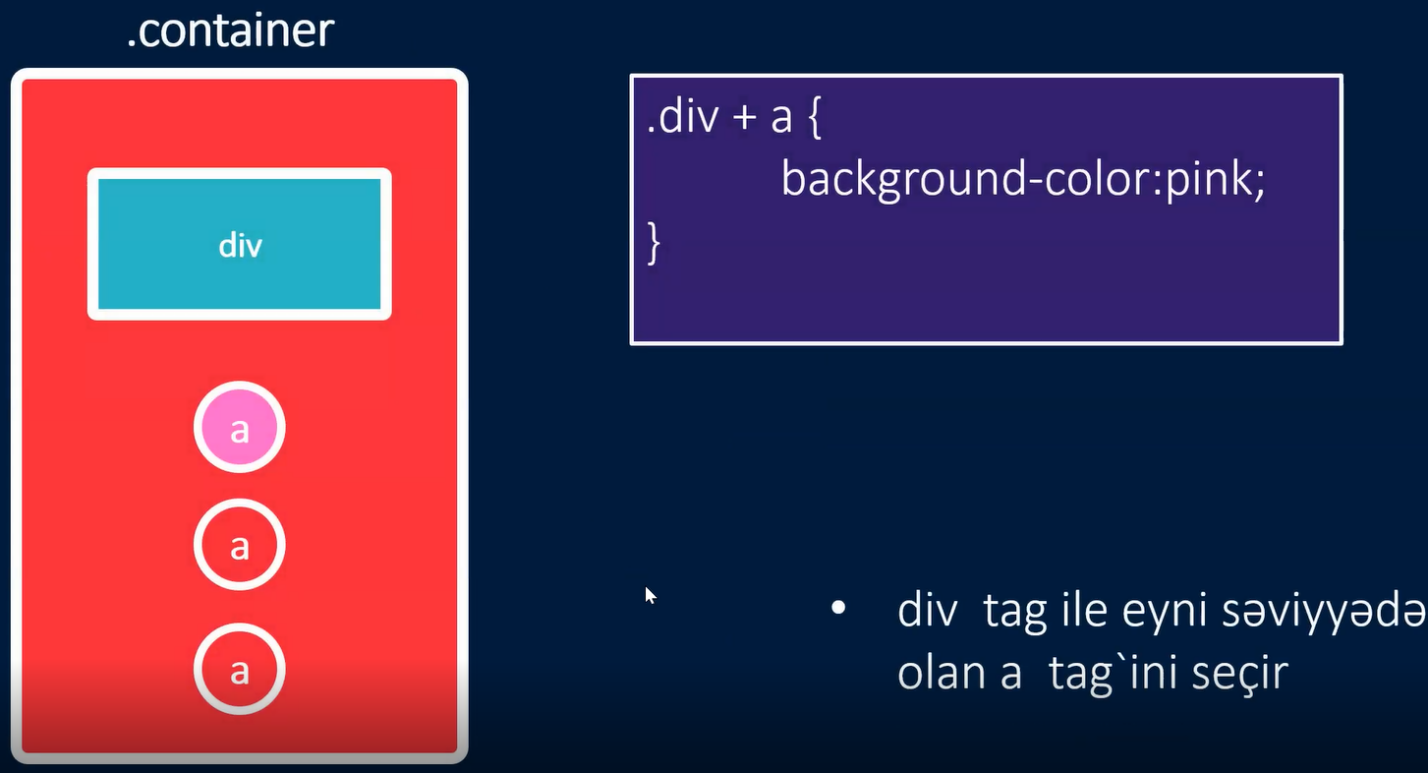 .container
div
a
a
a
.div + a {
background-color:pink;
}
div tag ile eyni səviyyədə
olan a tag`ini seçir